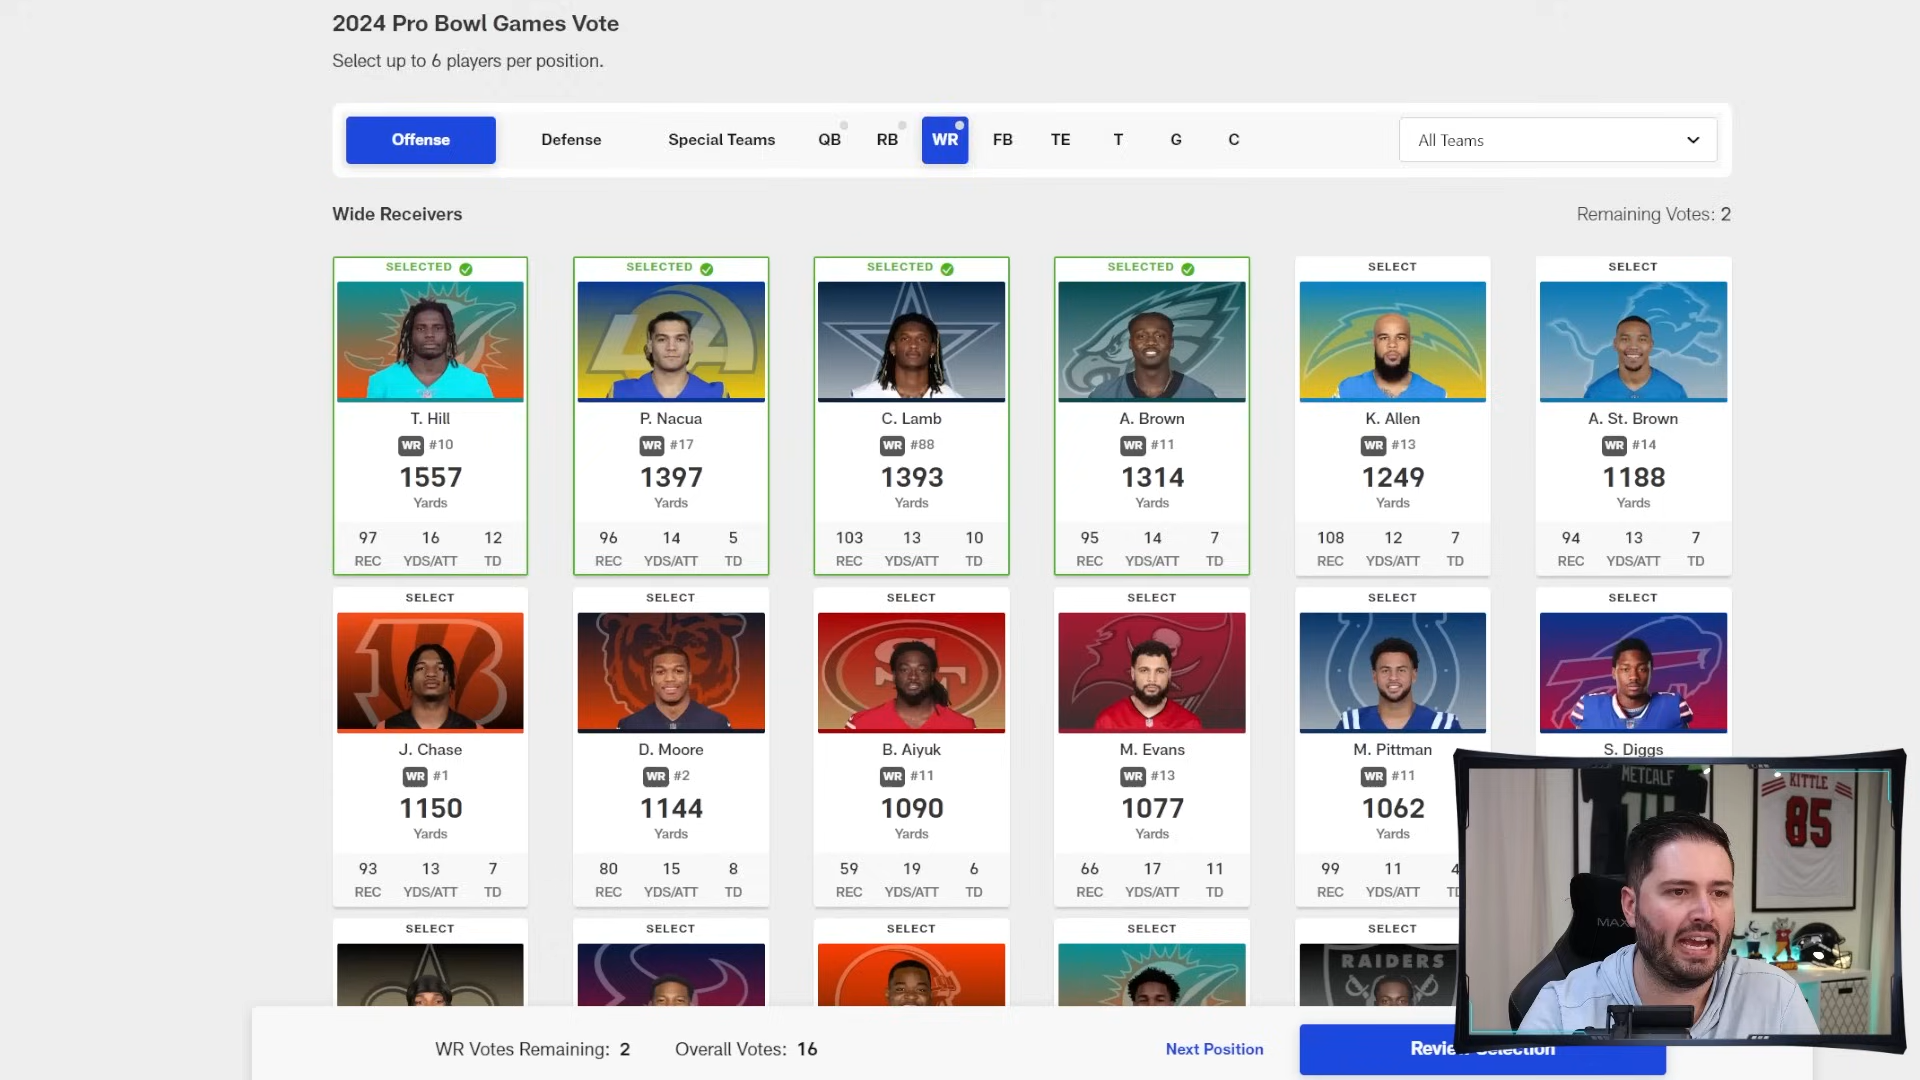 2024 Pro Bowl Games Vote
Select up to 6 players per position.
Offense Defense Special Teams QB RB WR FB TE T G C All Teams
Wide Receivers Remaining Votes: 2
SELECTED SELECTED SELECTED SELECTED SELECT SELECT
T. Hill P. Nacua C. Lamb A. Brown K. Allen A. St. Brown
WR #10 WR #17 WR #88 WR #11 WR #13 WR #14
1557 1397 1393 1314 1249 1188
Yards Yards Yards Yards Yards Yards
97 16 12 96 14 5 103 13 10 95 14 7 108 12 7 94 13 7
REC YDS/ATT TD REC YDS/ATT TD REC YDS/ATT TD REC YDS/ATT TD REC YDS/ATT TD REC YDS/ATT TD
SELECT SELECT SELECT SELECT SELECT SELECT
J. Chase D. Moore B. Aiyuk M. Evans M. Pittman S. Diggs
WR #1 WR #2 WR #11 WR #13 WR #11
1150 1144 1090 1077 1062
Yards Yards Yards Yards Yards
93 13 7 80 15 8 59 19 6 66 17 11 99 11 4
REC YDS/ATT TD REC YDS/ATT TD REC YDS/ATT TD REC YDS/ATT TD REC YDS/ATT
SELECT SELECT SELECT SELECT SELECT
RAIDERS
METCALF
KITTLE
85
WR Votes Remaining: 2 Overall Votes: 16 Next Position Selection